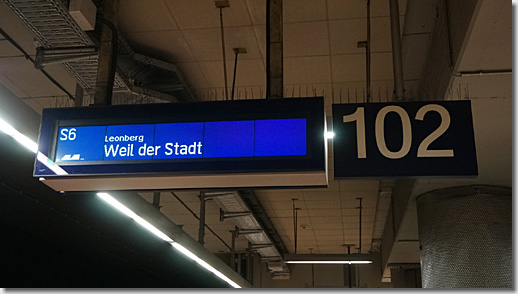 S6
Leonberg
Weil der Stadt
102